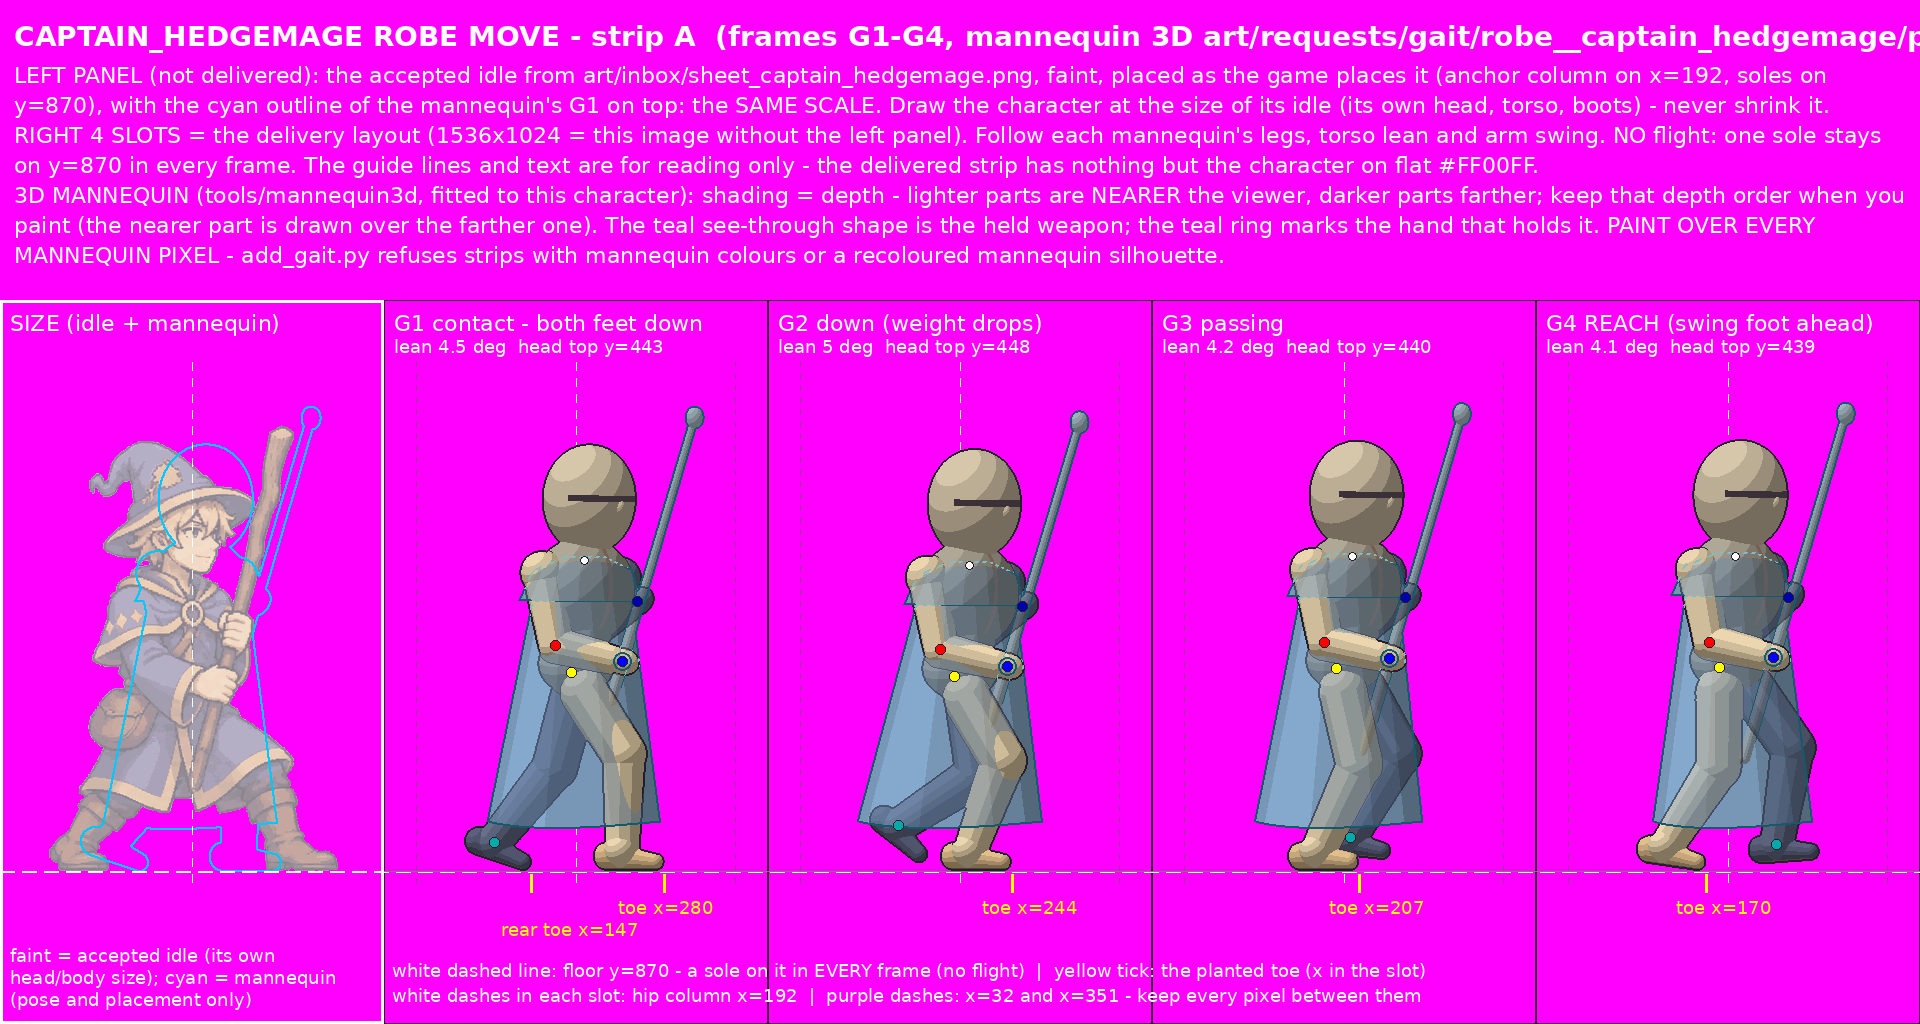 CAPTAIN_HEDGEMAGE ROBE MOVE - strip A (frames G1-G4, mannequin 3D art/requests/gait/robe__captain_hedgemage/p
LEFT PANEL (not delivered): the accepted idle from art/inbox/sheet_captain_hedgemage.png, faint, placed as the game places it (anchor column on x=192, soles on
y=870), with the cyan outline of the mannequin's G1 on top: the SAME SCALE. Draw the character at the size of its idle (its own head, torso, boots) - never shrink it.
RIGHT 4 SLOTS = the delivery layout (1536x1024 = this image without the left panel). Follow each mannequin's legs, torso lean and arm swing. NO flight: one sole stays
on y=870 in every frame. The guide lines and text are for reading only - the delivered strip has nothing but the character on flat #FF00FF.
3D MANNEQUIN (tools/mannequin3d, fitted to this character): shading = depth - lighter parts are NEARER the viewer, darker parts farther; keep that depth order when you
paint (the nearer part is drawn over the farther one). The teal see-through shape is the held weapon; the teal ring marks the hand that holds it. PAINT OVER EVERY
MANNEQUIN PIXEL - add_gait.py refuses strips with mannequin colours or a recoloured mannequin silhouette.
SIZE (idle + mannequin)
G1 contact - both feet down
lean 4.5 deg  head top y=443
G2 down (weight drops)
lean 5 deg  head top y=448
G3 passing
lean 4.2 deg  head top y=440
G4 REACH (swing foot ahead)
lean 4.1 deg  head top y=439
toe x=280
rear toe x=147
toe x=244
toe x=207
toe x=170
faint = accepted idle (its own
head/body size); cyan = mannequin
(pose and placement only)
white dashed line: floor y=870 - a sole on it in EVERY frame (no flight)  |  yellow tick: the planted toe (x in the slot)
white dashes in each slot: hip column x=192  |  purple dashes: x=32 and x=351 - keep every pixel between them